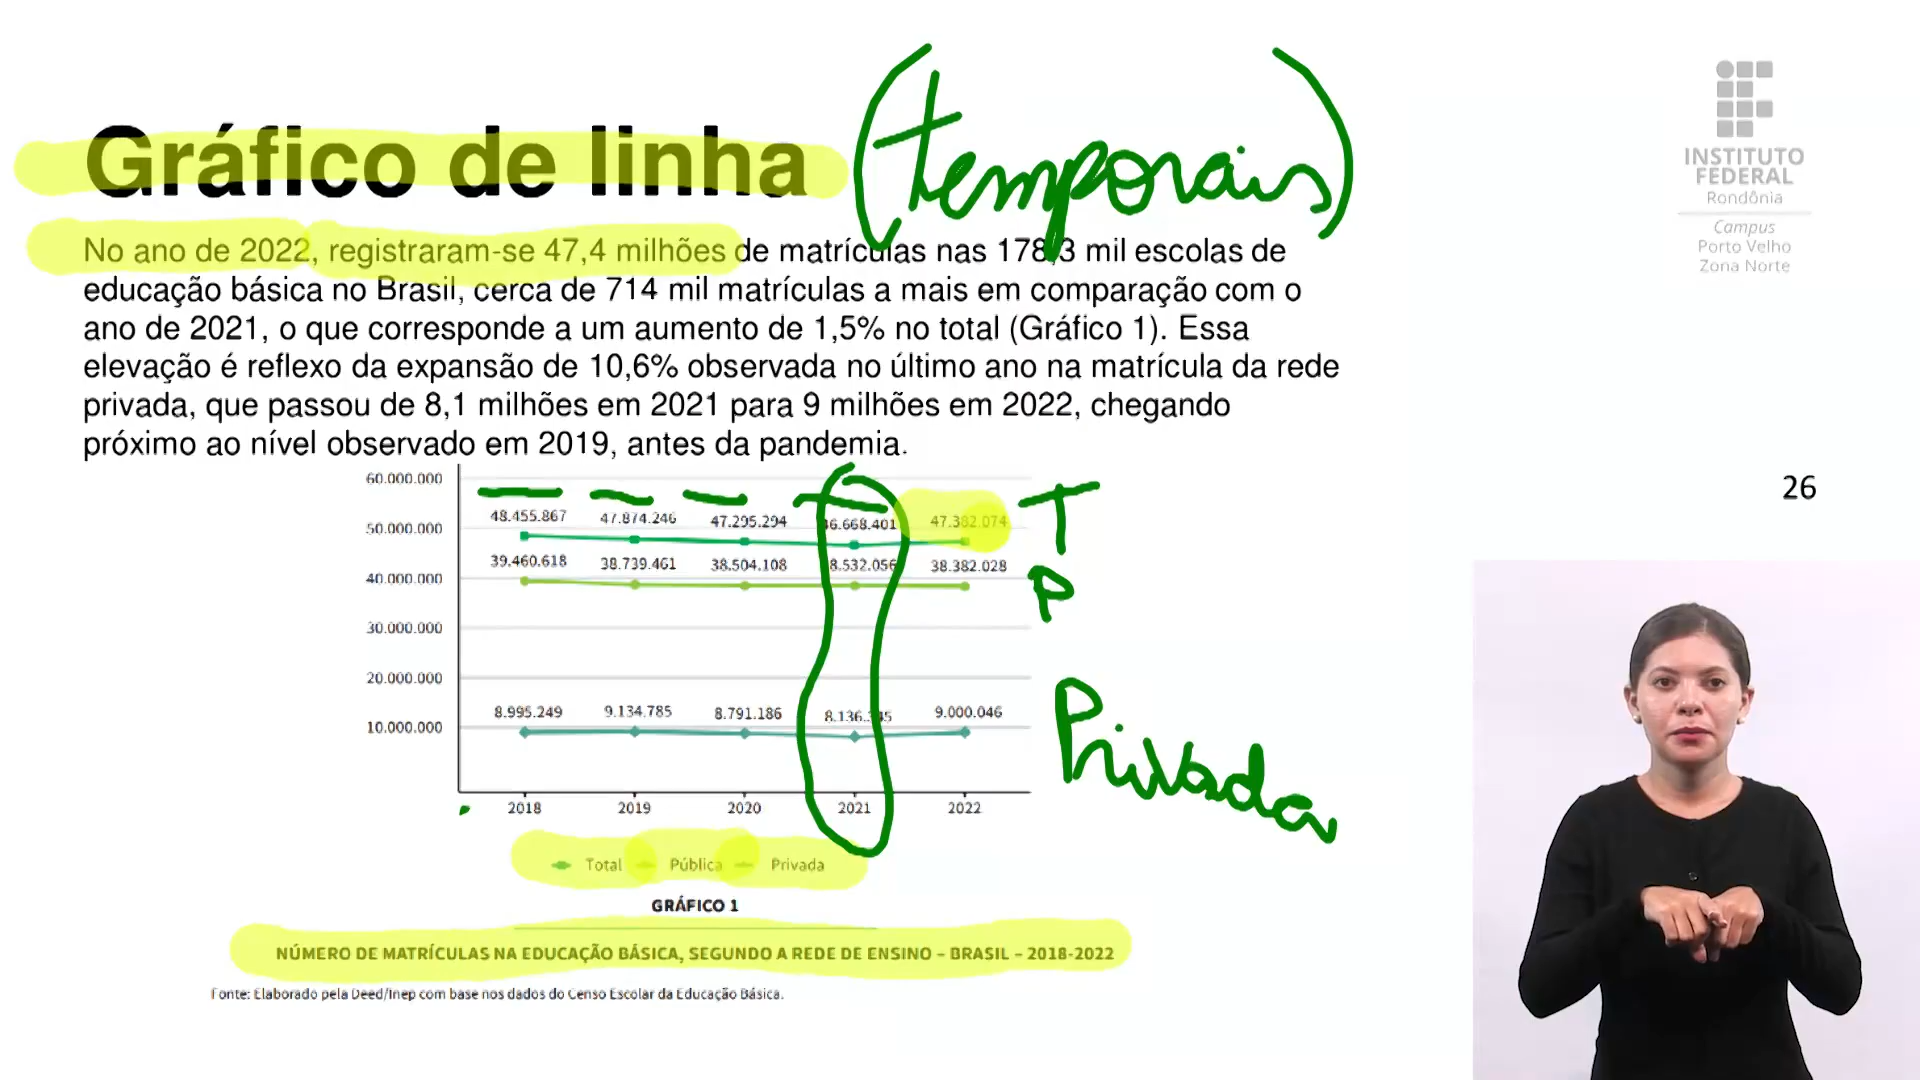 Gráfico de linha (temporais)
INSTITUTO
FEDERAL
Rondônia
Campus
Porto Velho
Zona Norte
No ano de 2022, registraram-se 47,4 milhões de matrículas nas 178,3 mil escolas de
educação básica no Brasil, cerca de 714 mil matrículas a mais em comparação com o
ano de 2021, o que corresponde a um aumento de 1,5% no total (Gráfico 1). Essa
elevação é reflexo da expansão de 10,6% observada no último ano na matrícula da rede
privada, que passou de 8,1 milhões em 2021 para 9 milhões em 2022, chegando
próximo ao nível observado em 2019, antes da pandemia.
26
60.000.000
48.455.867 47.874.246 47.295.294 46.668.401 47.382.074 T
50.000.000
39.460.618 38.739.461 38.504.108 38.532.056 38.382.028 P
40.000.000
30.000.000
20.000.000
8.995.249 9.134.785 8.791.186 9.000.046 Privada
10.000.000
2018 2019 2020 2021 2022
Total Pública Privada
GRÁFICO 1
NÚMERO DE MATRÍCULAS NA EDUCAÇÃO BÁSICA, SEGUNDO A REDE DE ENSINO – BRASIL – 2018-2022
Fonte: Elaborado pela Deed/Inep com base nos dados do Censo Escolar da Educação Básica.